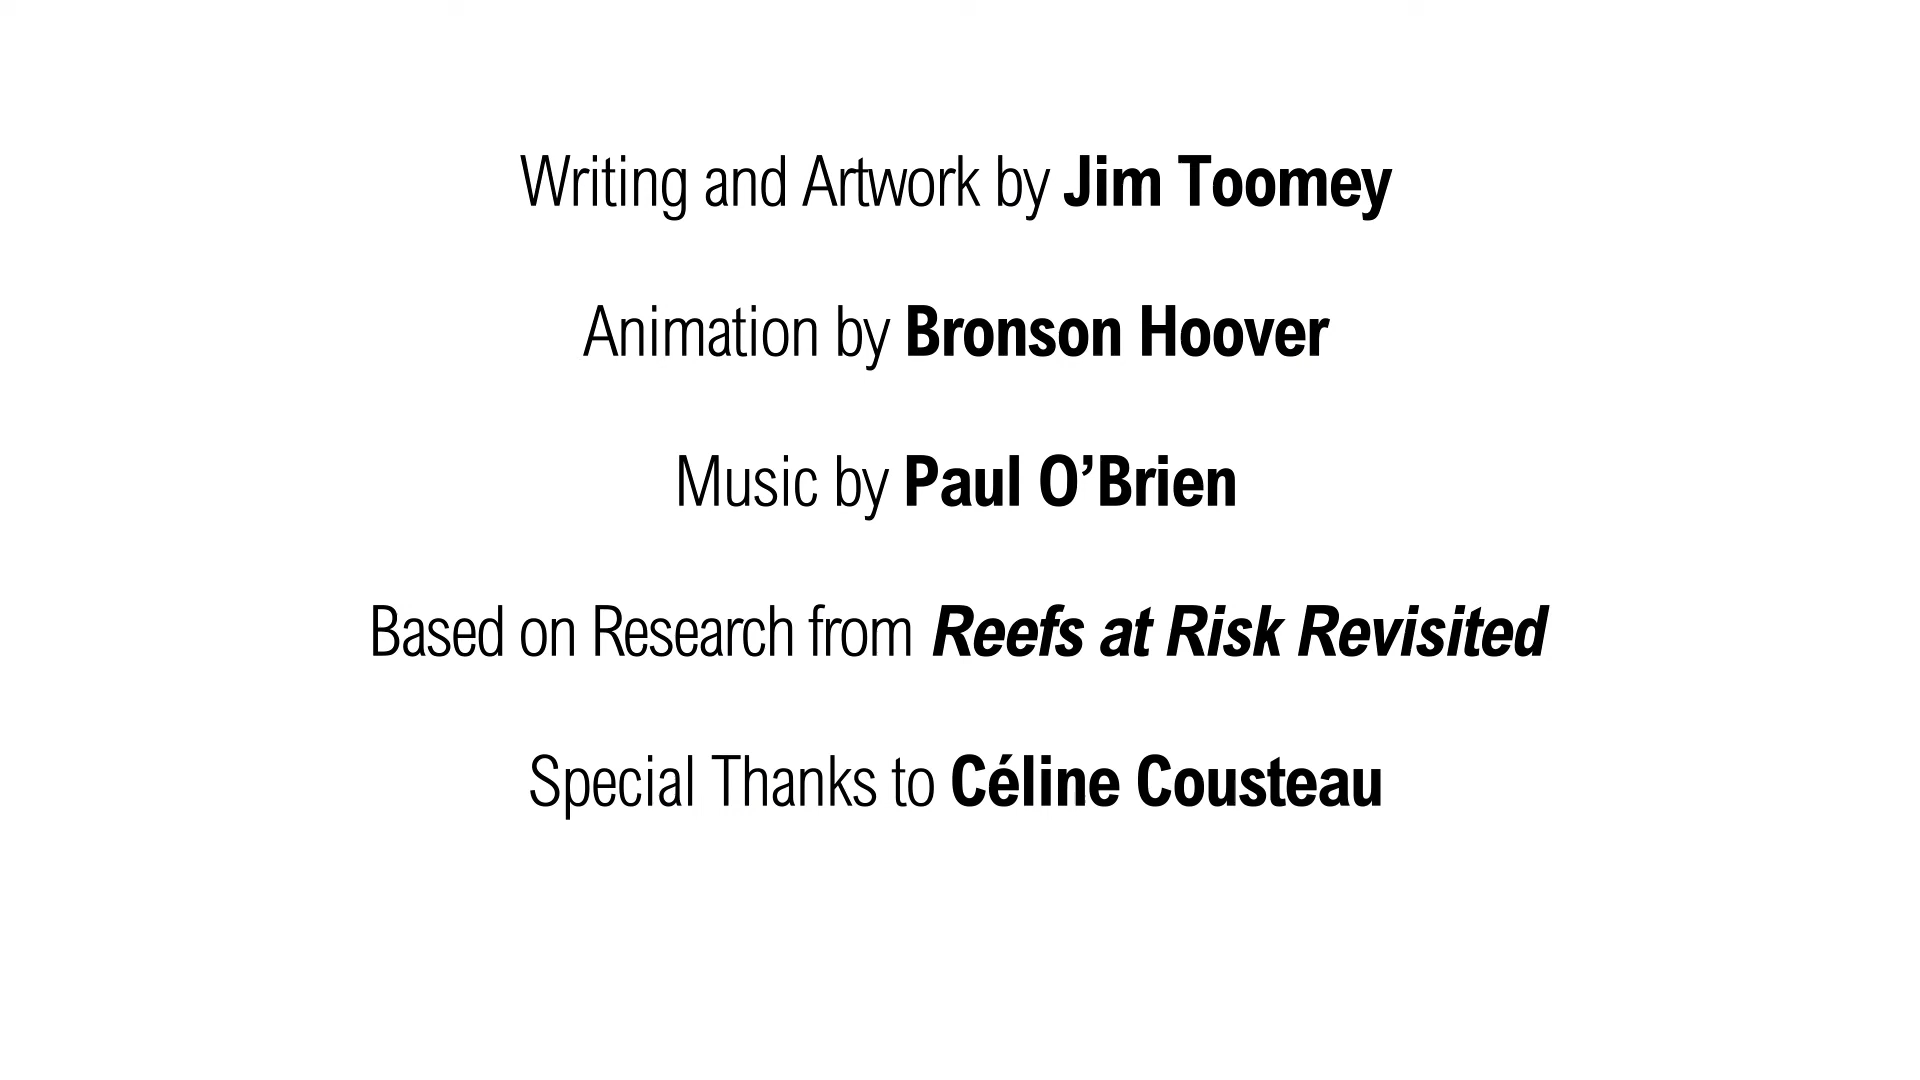 Writing and Artwork by Jim Toomey
Animation by Bronson Hoover
Music by Paul O’Brien
Based on Research from Reefs at Risk Revisited
Special Thanks to Céline Cousteau